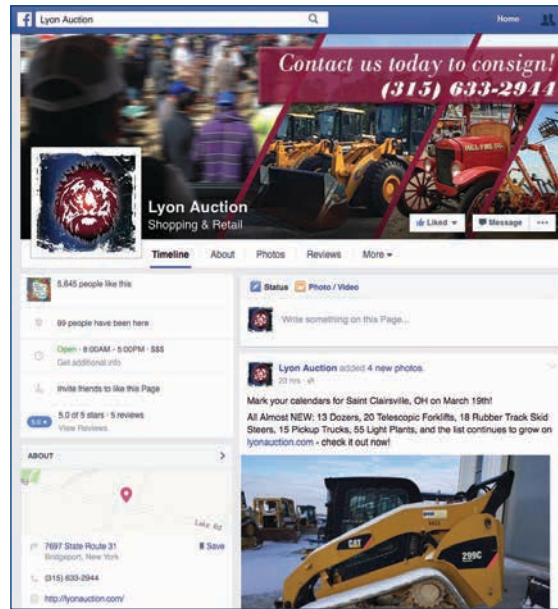 Lyon Auction
Home
Contact us today to consign!
(315) 633-2944
Lyon Auction
Shopping & Retail
Liked
Message
Timeline
About
Photos
Reviews
More
5,645 people like this
99 people have been here
Open · 8:00AM - 5:00PM · $$$
Get additional info
Invite friends to like this Page
5.0
5.0 of 5 stars · 5 reviews
View Reviews
ABOUT
Lake Rd
7697 State Route 31
Bridgeport, New York
Save
(315) 633-2944
http://lyonauction.com/
Status
Photo / Video
Write something on this Page...
Lyon Auction added 4 new photos.
20 hrs
Mark your calendars for Saint Clairsville, OH on March 19th!
All Almost NEW: 13 Dozers, 20 Telescopic Forklifts, 18 Rubber Track Skid
Steers, 15 Pickup Trucks, 55 Light Plants, and the list continues to grow on
lyonauction.com - check it out now!
CAT
299C